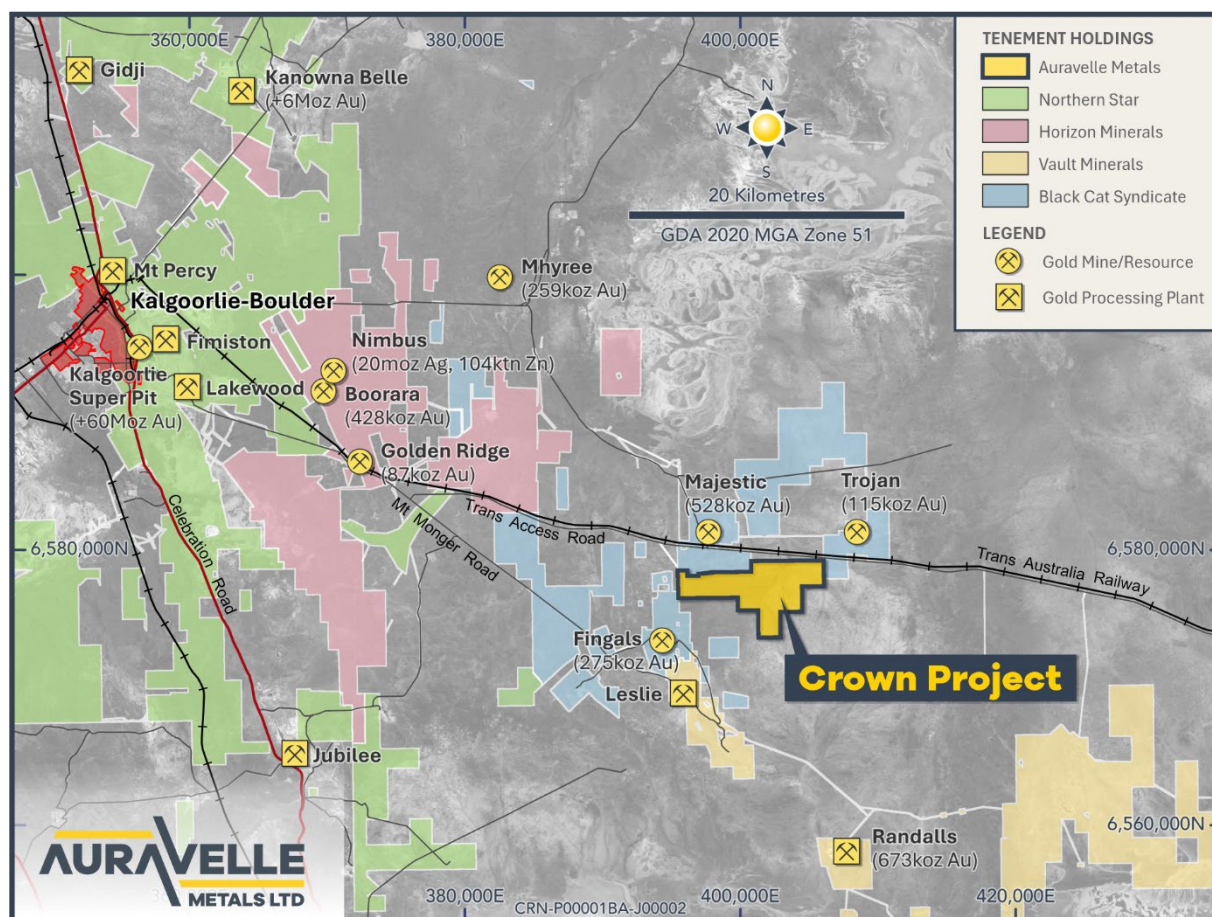 360,000E
380,000E
400,000E
TENEMENT HOLDINGS
Auravelle Metals
Northern Star
Horizon Minerals
Vault Minerals
Black Cat Syndicate
LEGEND
Gold Mine/Resource
Gold Processing Plant
N
W
E
S
20 Kilometres
GDA 2020 MGA Zone 51
Gidji
Kanowna Belle
(+6Moz Au)
Mt Percy
Kalgoorlie-Boulder
Mhyree
(259koz Au)
Fimiston
Nimbus
(20moz Ag, 104ktn Zn)
Kalgoorlie
Super Pit
(+60Moz Au)
Lakewood
Boorara
(428koz Au)
Golden Ridge
(87koz Au)
Majestic
(528koz Au)
Trojan
(115koz Au)
Celebration Road
Mt Monger Road
Trans Access Road
Trans Australia Railway
6,580,000N
6,580,000N
Fingals
(275koz Au)
Leslie
Crown Project
Jubilee
Randalls
(673koz Au)
6,560,000N
AURAVELLE
METALS LTD
380,000E
400,000E
420,000E
CRN-P00001BA-J00002